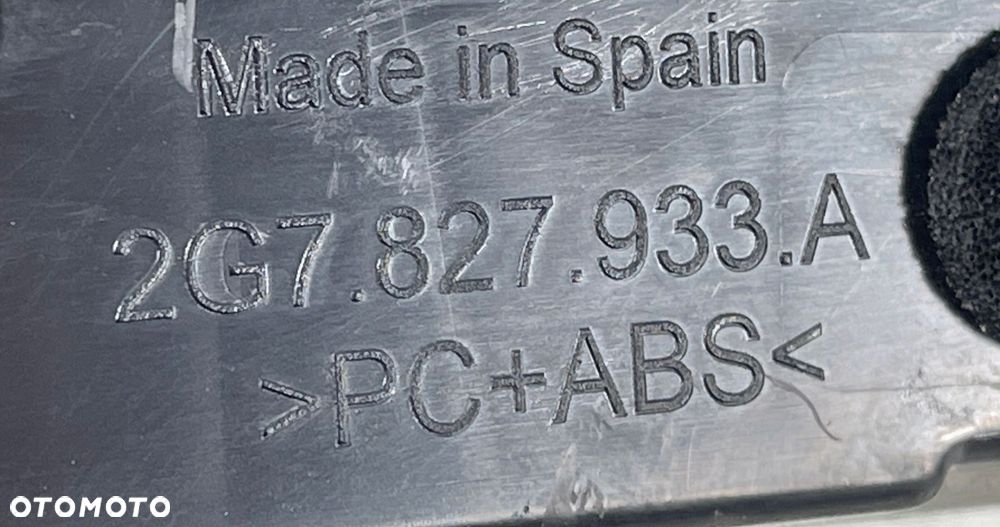 Made in Spain
2G7.827.933.A
>PC+ABS<
OTOMOTO